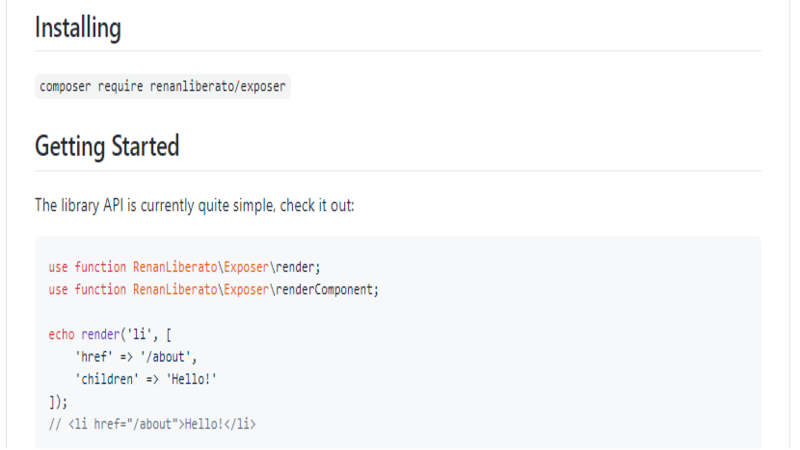 Installing
composer require renanliberato/exposer
Getting Started
The library API is currently quite simple, check it out:
use function RenanLiberato\Exposer\render;
use function RenanLiberato\Exposer\renderComponent;
echo render('li', [
    'href' => '/about',
    'children' => 'Hello!'
]);
// <li href="/about">Hello!</li>